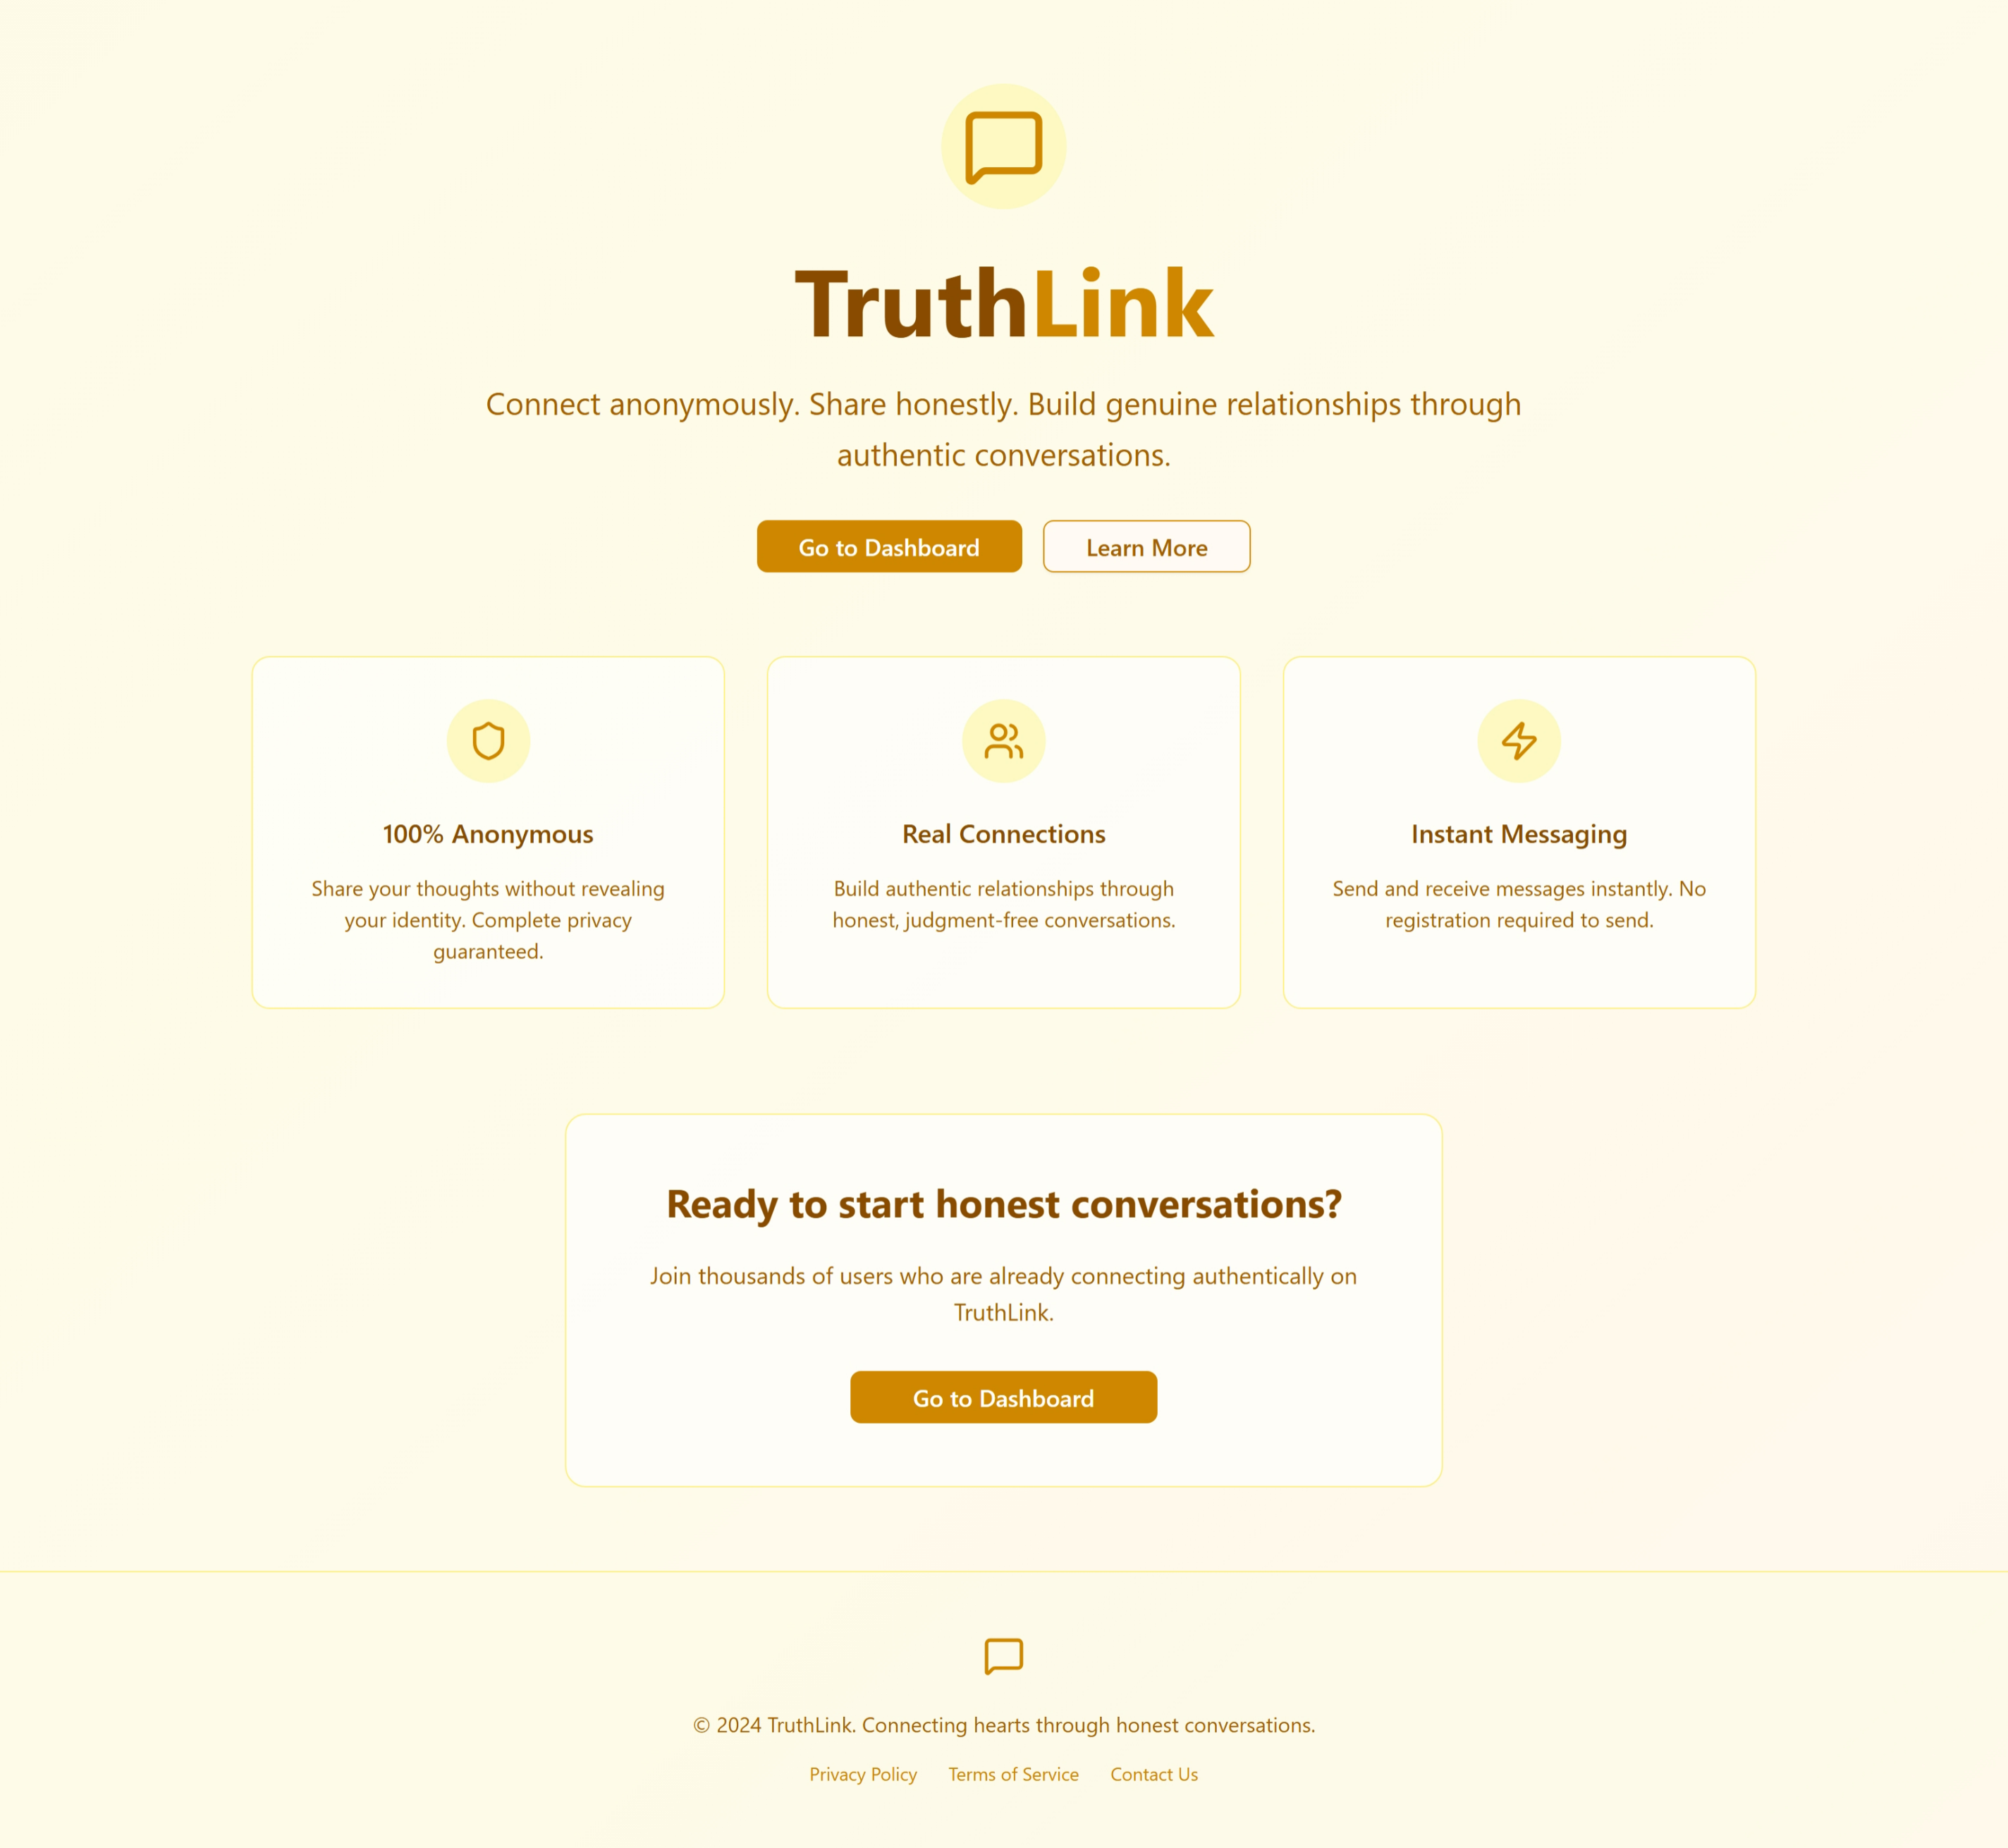 TruthLink
Connect anonymously. Share honestly. Build genuine relationships through
authentic conversations.
Go to Dashboard
Learn More
100% Anonymous
Share your thoughts without revealing
your identity. Complete privacy
guaranteed.
Real Connections
Build authentic relationships through
honest, judgment-free conversations.
Instant Messaging
Send and receive messages instantly. No
registration required to send.
Ready to start honest conversations?
Join thousands of users who are already connecting authentically on
TruthLink.
Go to Dashboard
© 2024 TruthLink. Connecting hearts through honest conversations.
Privacy Policy
Terms of Service
Contact Us